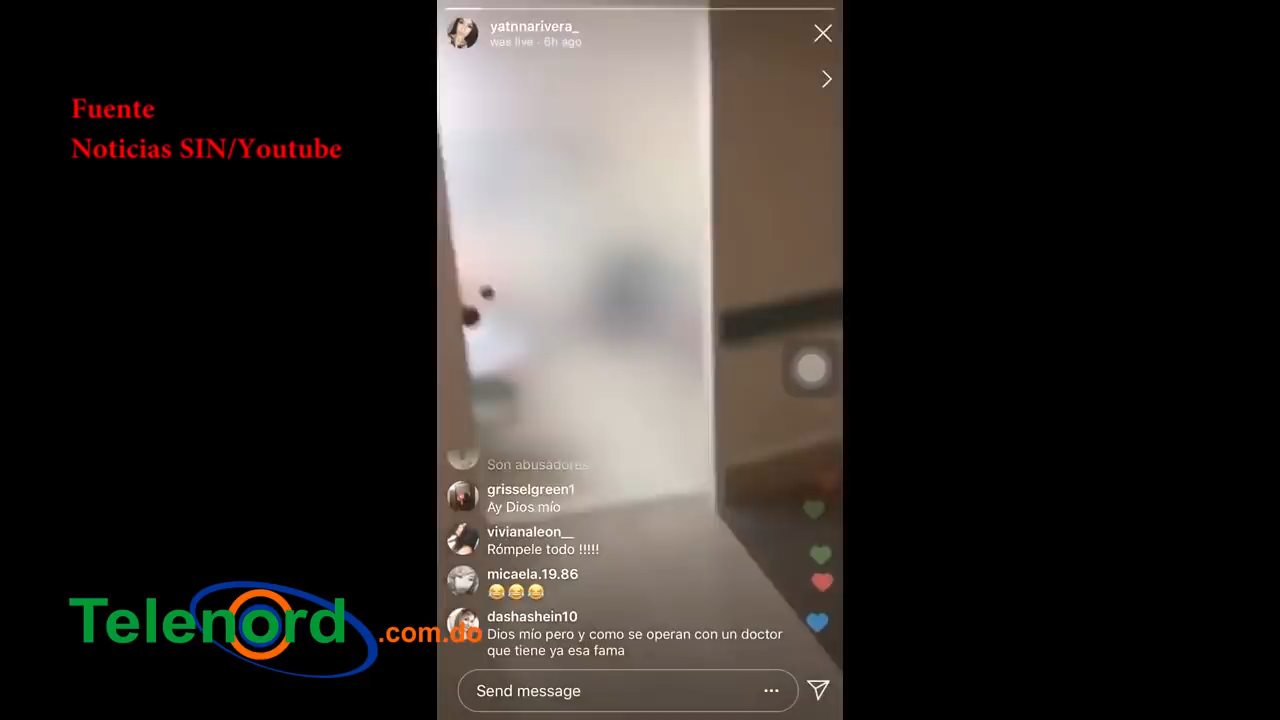 Fuente
Noticias SIN/Youtube
yatnnarivera_
was live · 6h ago
Son abusadores
grisselgreen1
Ay Dios mío
vivianaleon__
Rómpele todo !!!!!
micaela.19.86
😂😂😂
dashashein10
Dios mío pero y como se operan con un doctor
que tiene ya esa fama
Send message
Telenord
.com.do